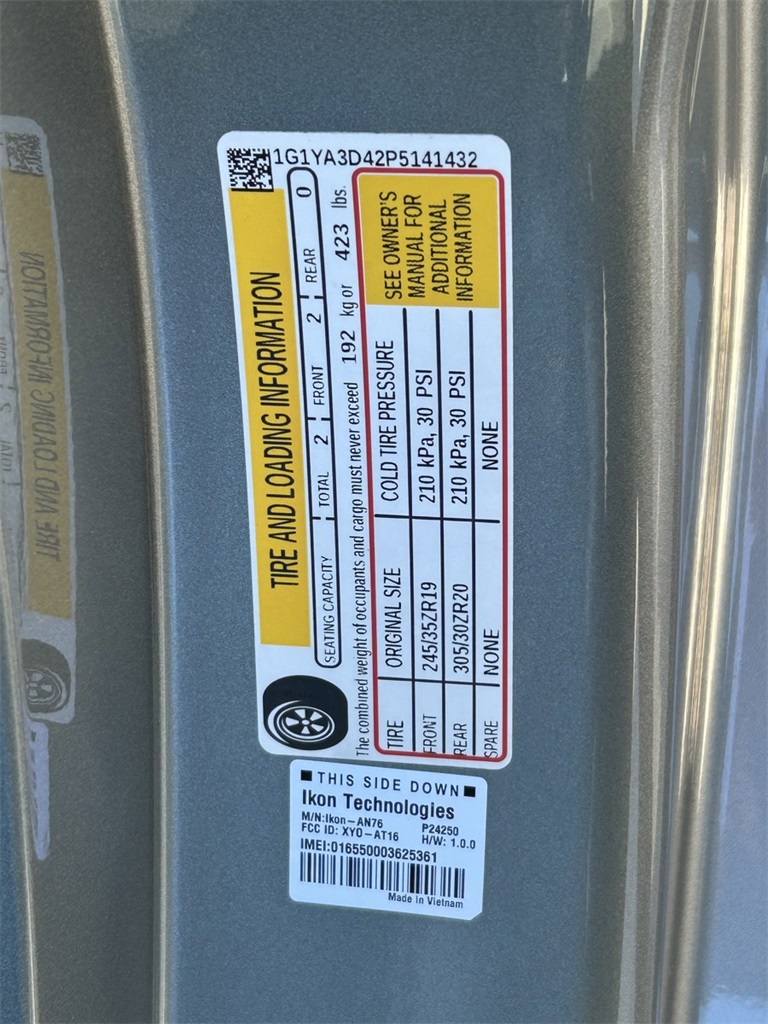 1G1YA3D42P5141432
TIRE AND LOADING INFORMATION
SEATING CAPACITY TOTAL 2 FRONT 2 REAR 0
The combined weight of occupants and cargo must never exceed 192 kg or 423 lbs.
TIRE ORIGINAL SIZE COLD TIRE PRESSURE
FRONT 245/35ZR19 210 kPa, 30 PSI
REAR 305/30ZR20 210 kPa, 30 PSI
SPARE NONE NONE
SEE OWNER'S
MANUAL FOR
ADDITIONAL
INFORMATION
THIS SIDE DOWN
Ikon Technologies
M/N:Ikon-AN76 P24250
FCC ID: XYO-AT16 H/W: 1.0.0
IMEI:016550003625361
Made in Vietnam
TIRE AND LOADING INFORMATION